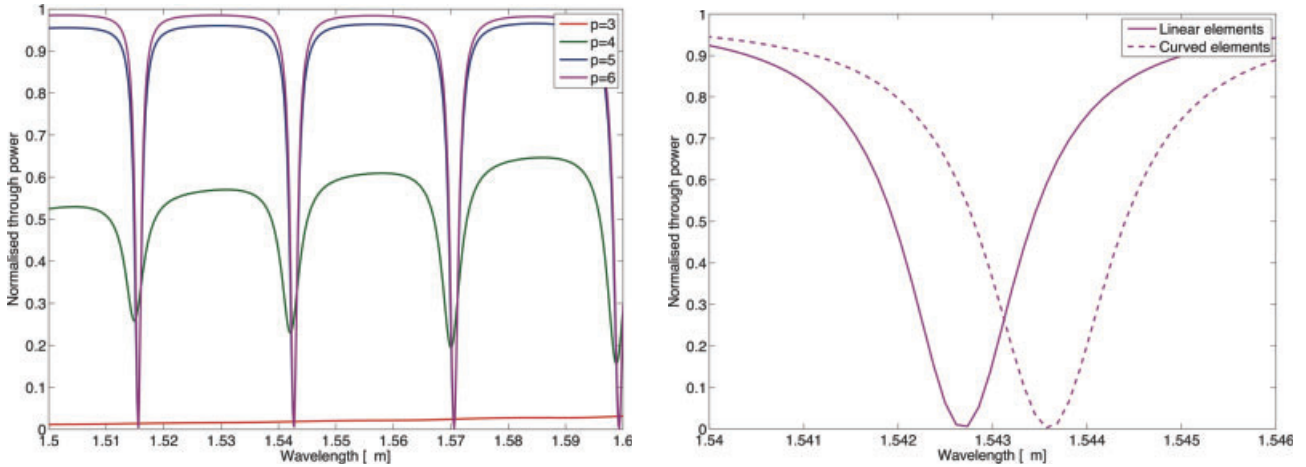 Normalised through power
1
0.9
0.8
0.7
0.6
0.5
0.4
0.3
0.2
0.1
0
1.5 1.51 1.52 1.53 1.54 1.55 1.56 1.57 1.58 1.59 1.6
Wavelength [ m]
p=3
p=4
p=5
p=6
Normalised through power
1
0.9
0.8
0.7
0.6
0.5
0.4
0.3
0.2
0.1
0
1.54 1.541 1.542 1.543 1.544 1.545 1.546
Wavelength [ m]
Linear elements
Curved elements